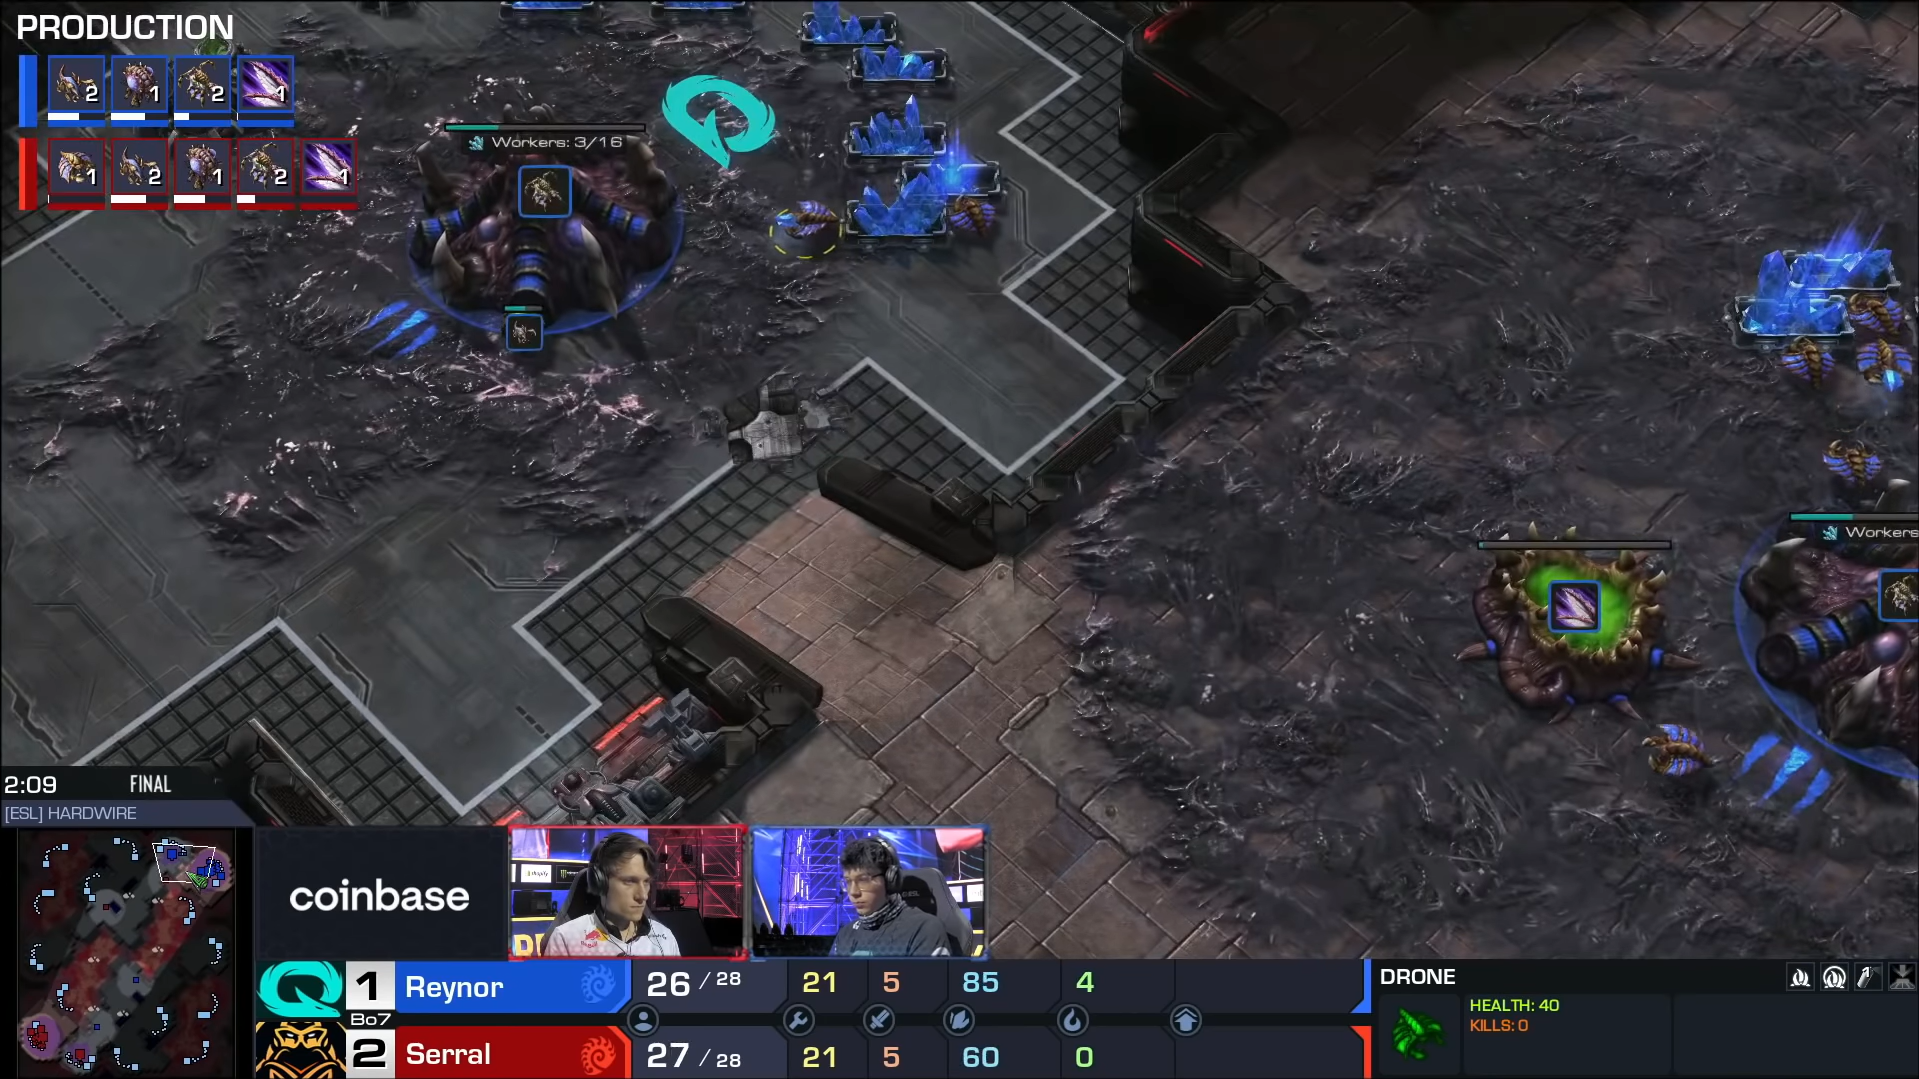 PRODUCTION
2 1 2 1
1 2 1 2 1
Workers: 3/16
Workers
2:09 FINAL
[ESL] HARDWIRE
coinbase
1 Reynor 26 / 28 21 5 85 4
Bo7
2 Serral 27 / 28 21 5 60 0
DRONE
HEALTH: 40
KILLS: 0